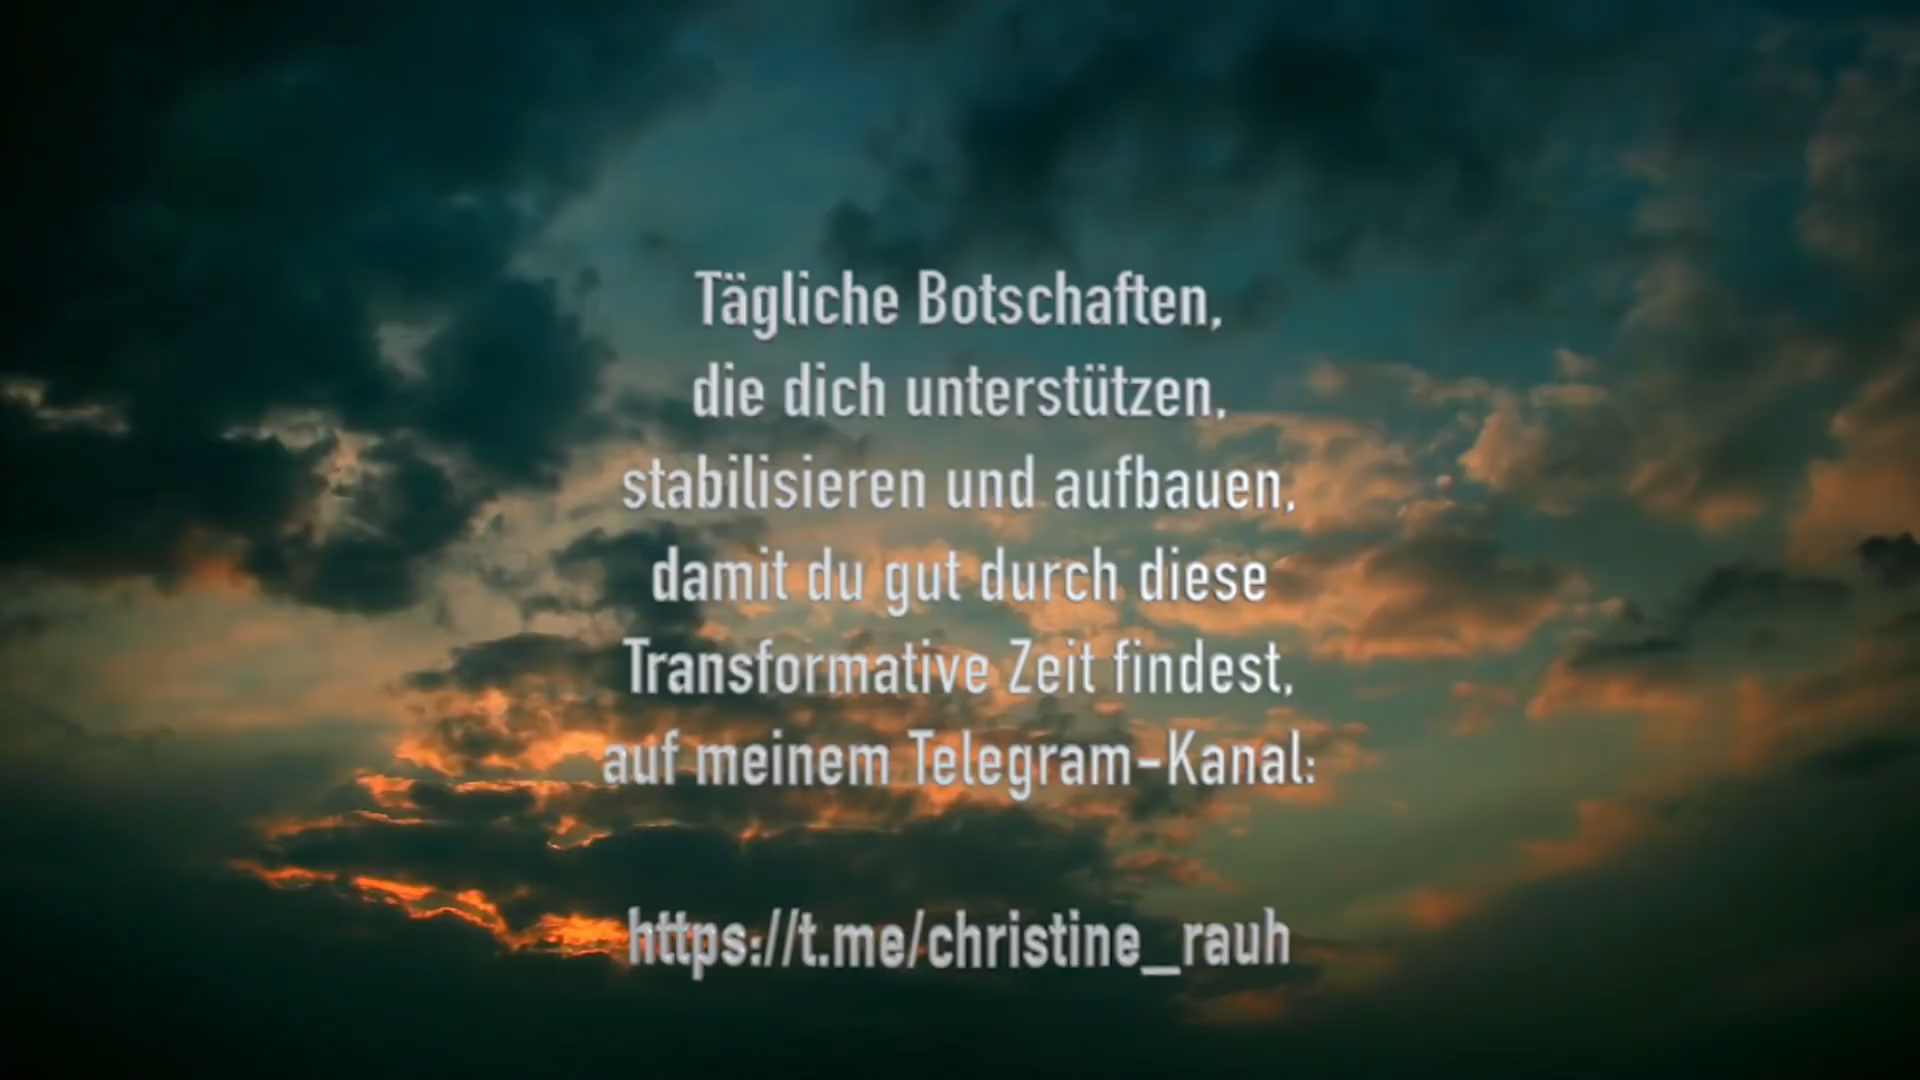 Tägliche Botschaften,
die dich unterstützen,
stabilisieren und aufbauen,
damit du gut durch diese
Transformative Zeit findest,
auf meinem Telegram-Kanal:
https://t.me/christine_rauh